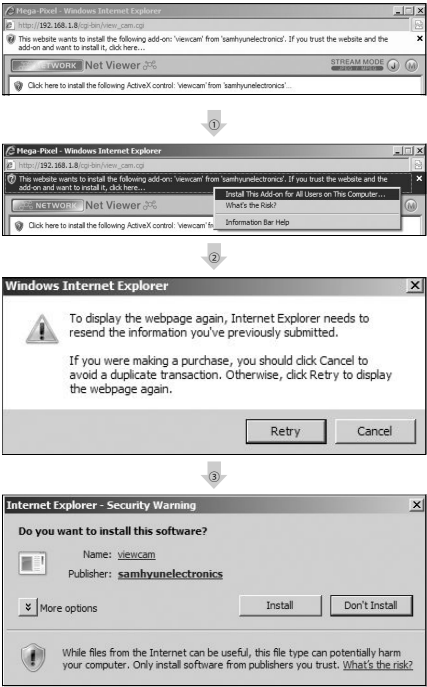 Mega-Pixel - Windows Internet Explorer
http://192.168.1.8/cgi-bin/view_cam.cgi
This website wants to install the following add-on: 'viewcam' from 'samhyunelectronics'. If you trust the website and the
add-on and want to install it, click here...
NETWORK Net Viewer
STREAM MODE
JPEG / MPEG
J M
Click here to install the following ActiveX control: 'viewcam' from 'samhyunelectronics'...
①
Mega-Pixel - Windows Internet Explorer
http://192.168.1.8/cgi-bin/view_cam.cgi
This website wants to install the following add-on: 'viewcam' from 'samhyunelectronics'. If you trust the website and the
add-on and want to install it, click here...
Install This Add-on for All Users on This Computer...
NETWORK Net Viewer
What's the Risk?
M
Information Bar Help
Click here to install the following ActiveX control: 'viewcam' fr
②
Windows Internet Explorer
To display the webpage again, Internet Explorer needs to
resend the information you've previously submitted.
If you were making a purchase, you should click Cancel to
avoid a duplicate transaction. Otherwise, click Retry to display
the webpage again.
Retry Cancel
③
Internet Explorer - Security Warning
Do you want to install this software?
Name: viewcam
Publisher: samhyunelectronics
More options
Install Don't Install
While files from the Internet can be useful, this file type can potentially harm
your computer. Only install software from publishers you trust. What's the risk?